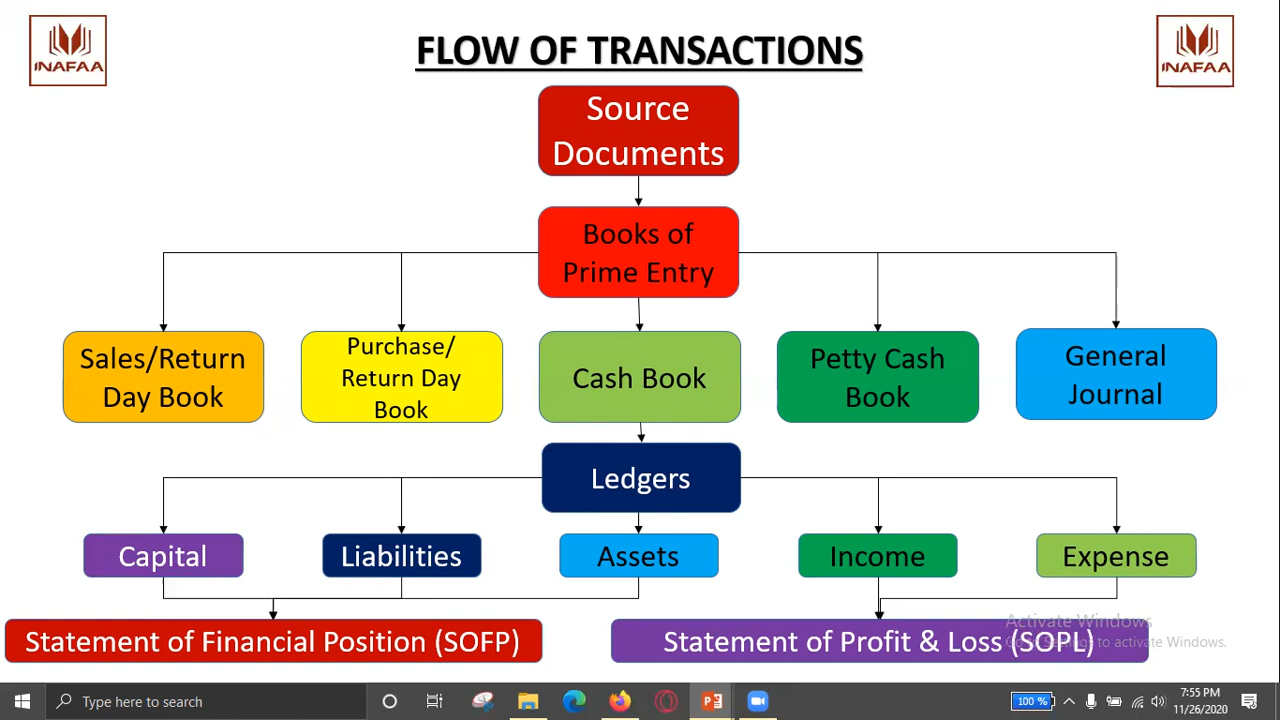 INAFAA
FLOW OF TRANSACTIONS
INAFAA
Source
Documents
Books of
Prime Entry
Sales/Return
Day Book
Purchase/
Return Day
Book
Cash Book
Petty Cash
Book
General
Journal
Ledgers
Capital
Liabilities
Assets
Income
Expense
Activate Windows
Go to Settings to activate Windows.
Statement of Financial Position (SOFP)
Statement of Profit & Loss (SOPL)
Type here to search
100 %
7:55 PM
11/26/2020